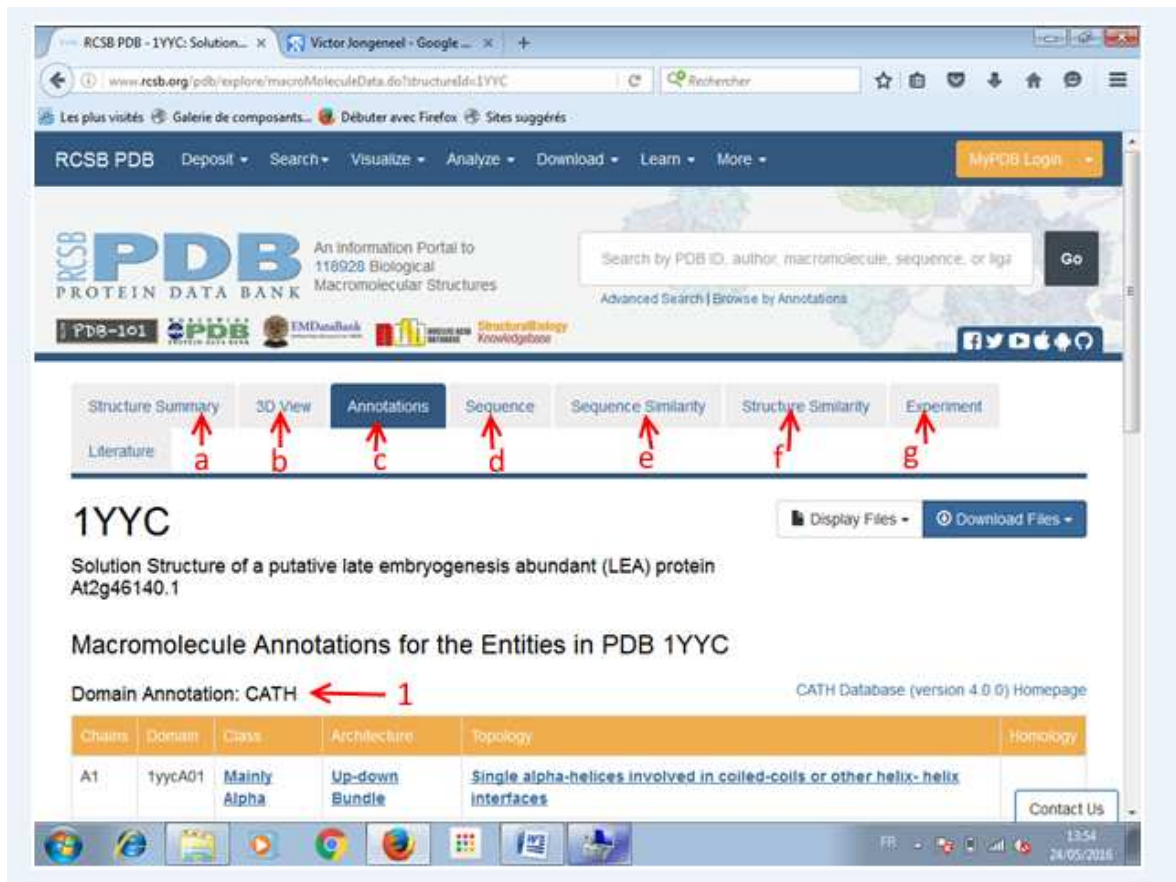 RCSB PDB - 1YYC: Solution... × Victor Jongeneel - Google ... × +
www.rcsb.org/pdb/explore/macroMoleculeData.do?structureId=1YYC Rechercher
Les plus visités Galerie de composants... Débuter avec Firefox Sites suggérés
RCSB PDB Deposit Search Visualize Analyze Download Learn More MyPDB Login
RCSB PDB
PROTEIN DATA BANK
An Information Portal to
118928 Biological
Macromolecular Structures
Search by PDB ID, author, macromolecule, sequence, or liga Go
Advanced Search | Browse by Annotations
PDB-101 PDB EMDataBank StructuralBiology Knowledgebase
Structure Summary 3D View Annotations Sequence Sequence Similarity Structure Similarity Experiment
Literature
a b c d e f g
1YYC
Display Files Download Files
Solution Structure of a putative late embryogenesis abundant (LEA) protein
At2g46140.1
Macromolecule Annotations for the Entities in PDB 1YYC
Domain Annotation: CATH 1 CATH Database (version 4.0.0) Homepage
Chains Domain Class Architecture Topology Homology
A1 1yycA01 Mainly Up-down Single alpha-helices involved in coiled-coils or other helix- helix
Alpha Bundle interfaces
Contact Us
FR 13:54
24/05/2016